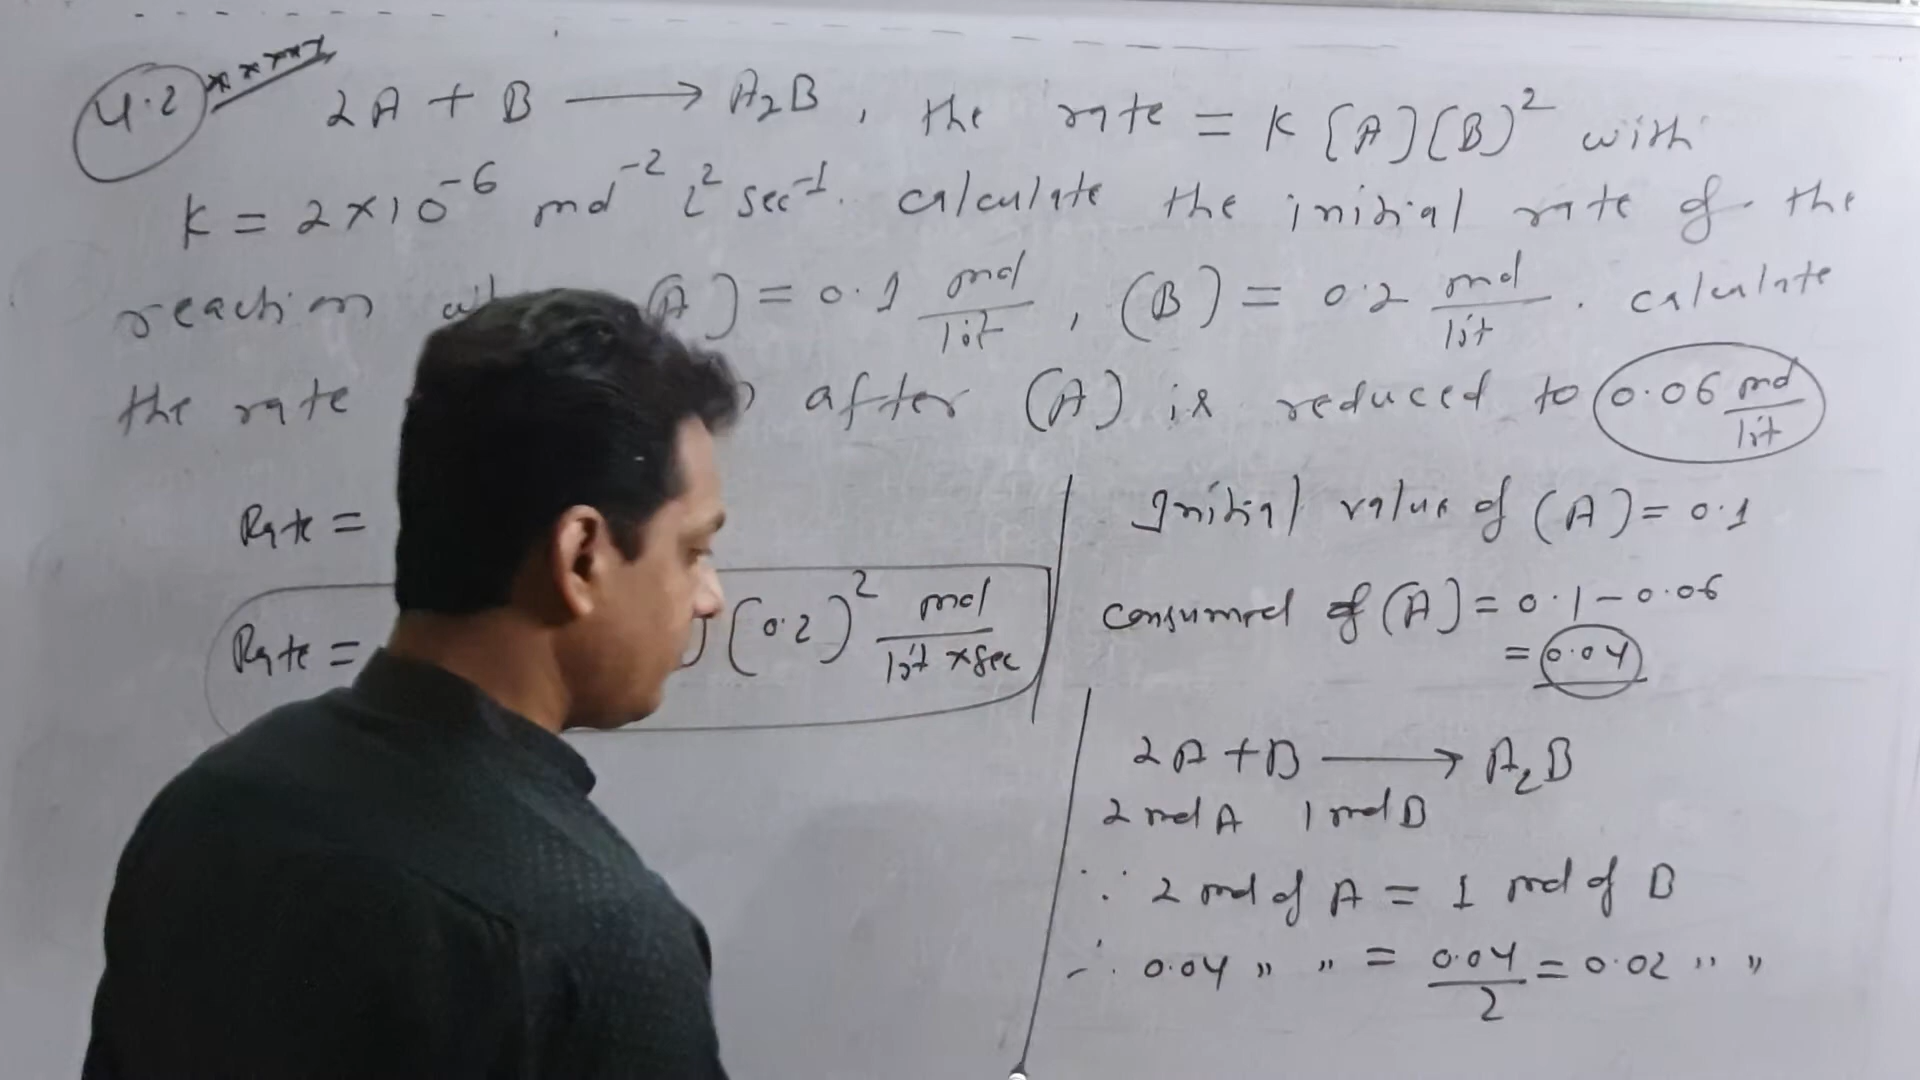 4.2 ****
2A + B ⟶ A₂B , the rate = K [A][B]² with
K = 2×10⁻⁶ mol⁻² L² sec⁻¹. calculate the initial rate of the
reaction [A] = 0.1 mol/lit , [B] = 0.2 mol/lit . calculate
the rate after [A] is reduced to 0.06 mol/lit
Rate =
Rate = ](0.2)² mol/lit×sec
Initial value of [A] = 0.1
consumed of [A] = 0.1 - 0.06
= 0.04
2A + B ⟶ A₂B
2 mol A 1 mol B
∵ 2 mol of A = 1 mol of B
∴ 0.04 " " = 0.04/2 = 0.02 " "